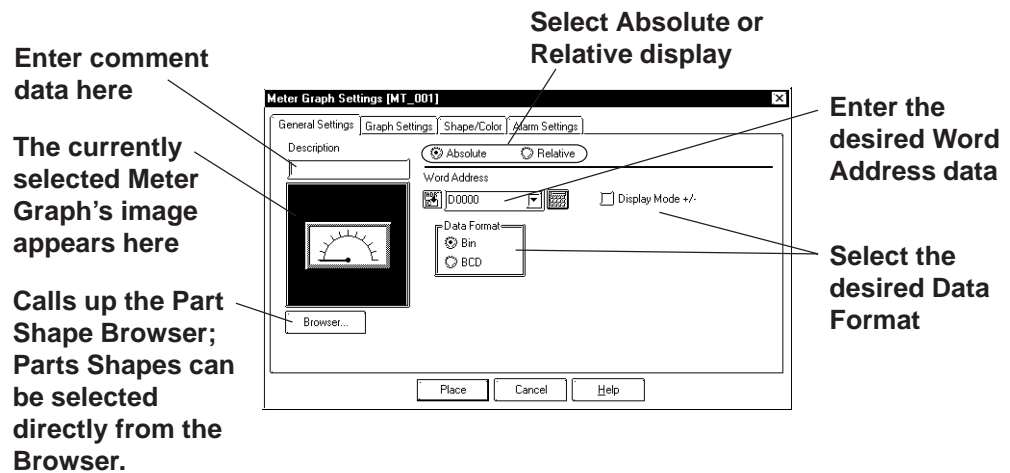 Select Absolute or
Relative display
Enter comment
data here
The currently
selected Meter
Graph’s image
appears here
Calls up the Part
Shape Browser;
Parts Shapes can
be selected
directly from the
Browser.
Meter Graph Settings [MT_001]
General Settings Graph Settings Shape/Color Alarm Settings
Description
Absolute Relative
Word Address
D0000
Display Mode +/-
Data Format
Bin
BCD
Browser...
Place Cancel Help
Enter the
desired Word
Address data
Select the
desired Data
Format